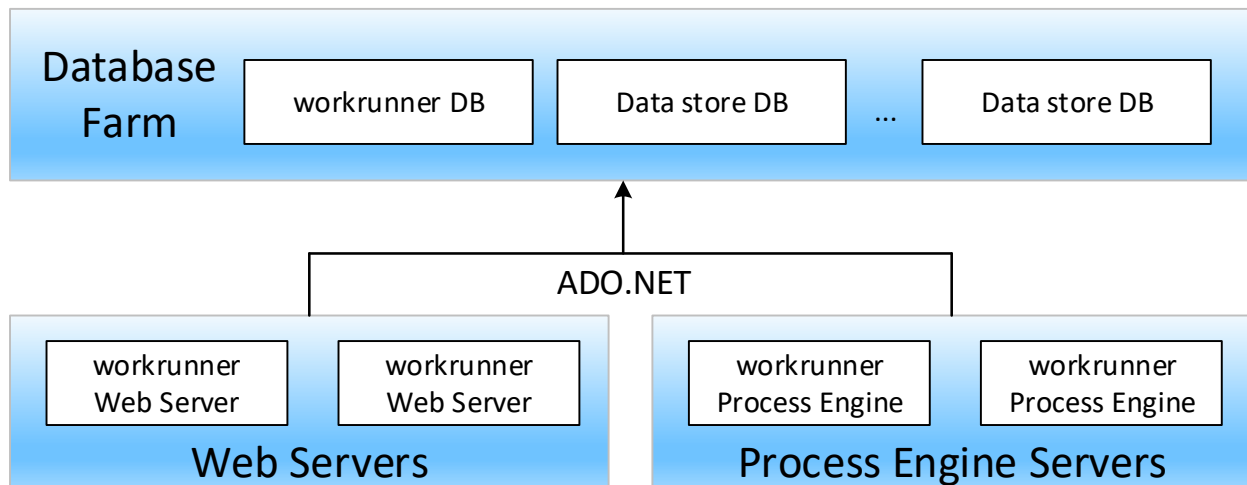 Database
Farm
workrunner DB
Data store DB
...
Data store DB
ADO.NET
workrunner
Web Server
workrunner
Web Server
Web Servers
workrunner
Process Engine
workrunner
Process Engine
Process Engine Servers